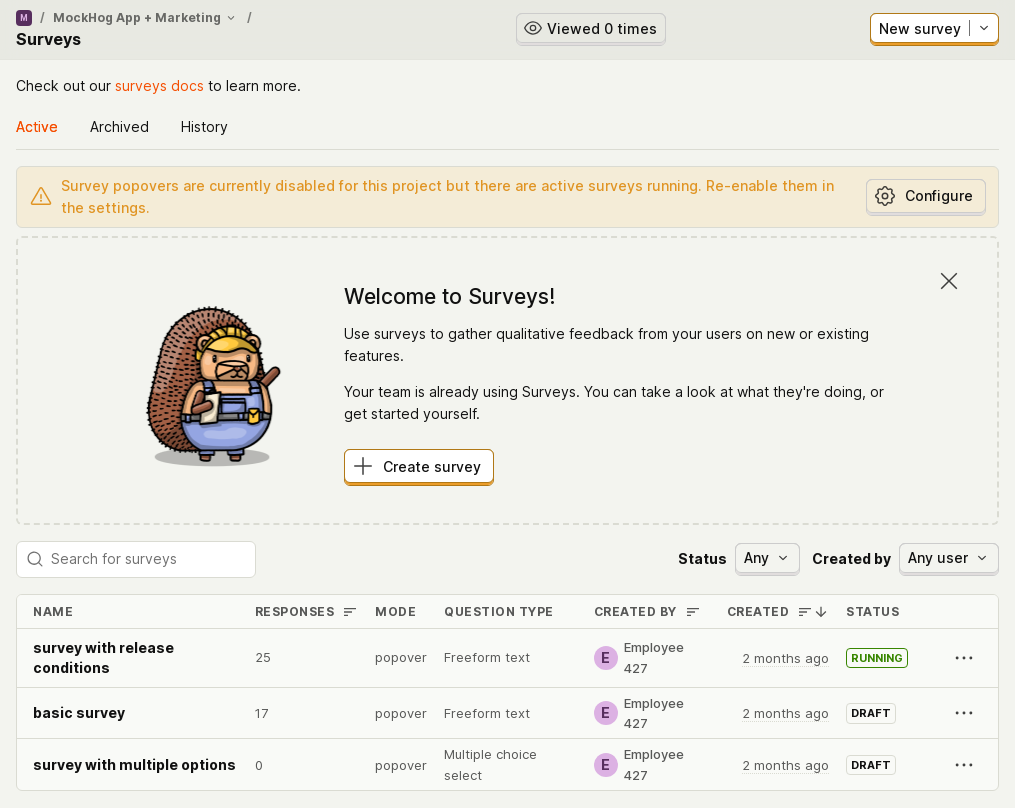 M / MockHog App + Marketing /
Surveys
Viewed 0 times
New survey
Check out our surveys docs to learn more.
Active Archived History
Survey popovers are currently disabled for this project but there are active surveys running. Re-enable them in
the settings.
Configure
Welcome to Surveys!
Use surveys to gather qualitative feedback from your users on new or existing
features.
Your team is already using Surveys. You can take a look at what they're doing, or
get started yourself.
Create survey
Search for surveys
Status Any Created by Any user
NAME RESPONSES MODE QUESTION TYPE CREATED BY CREATED STATUS
survey with release
conditions
25 popover Freeform text E Employee
427
2 months ago RUNNING
basic survey 17 popover Freeform text E Employee
427
2 months ago DRAFT
survey with multiple options 0 popover Multiple choice
select
E Employee
427
2 months ago DRAFT